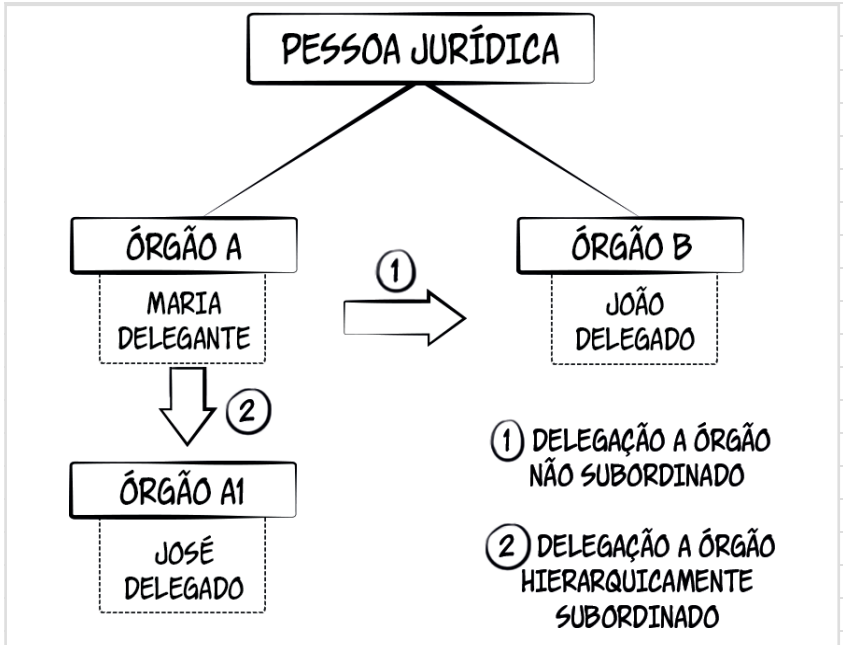 PESSOA JURÍDICA
ÓRGÃO A
MARIA
DELEGANTE
1
ÓRGÃO B
JOÃO
DELEGADO
2
ÓRGÃO A1
JOSÉ
DELEGADO
1 DELEGAÇÃO A ÓRGÃO
NÃO SUBORDINADO
2 DELEGAÇÃO A ÓRGÃO
HIERARQUICAMENTE
SUBORDINADO